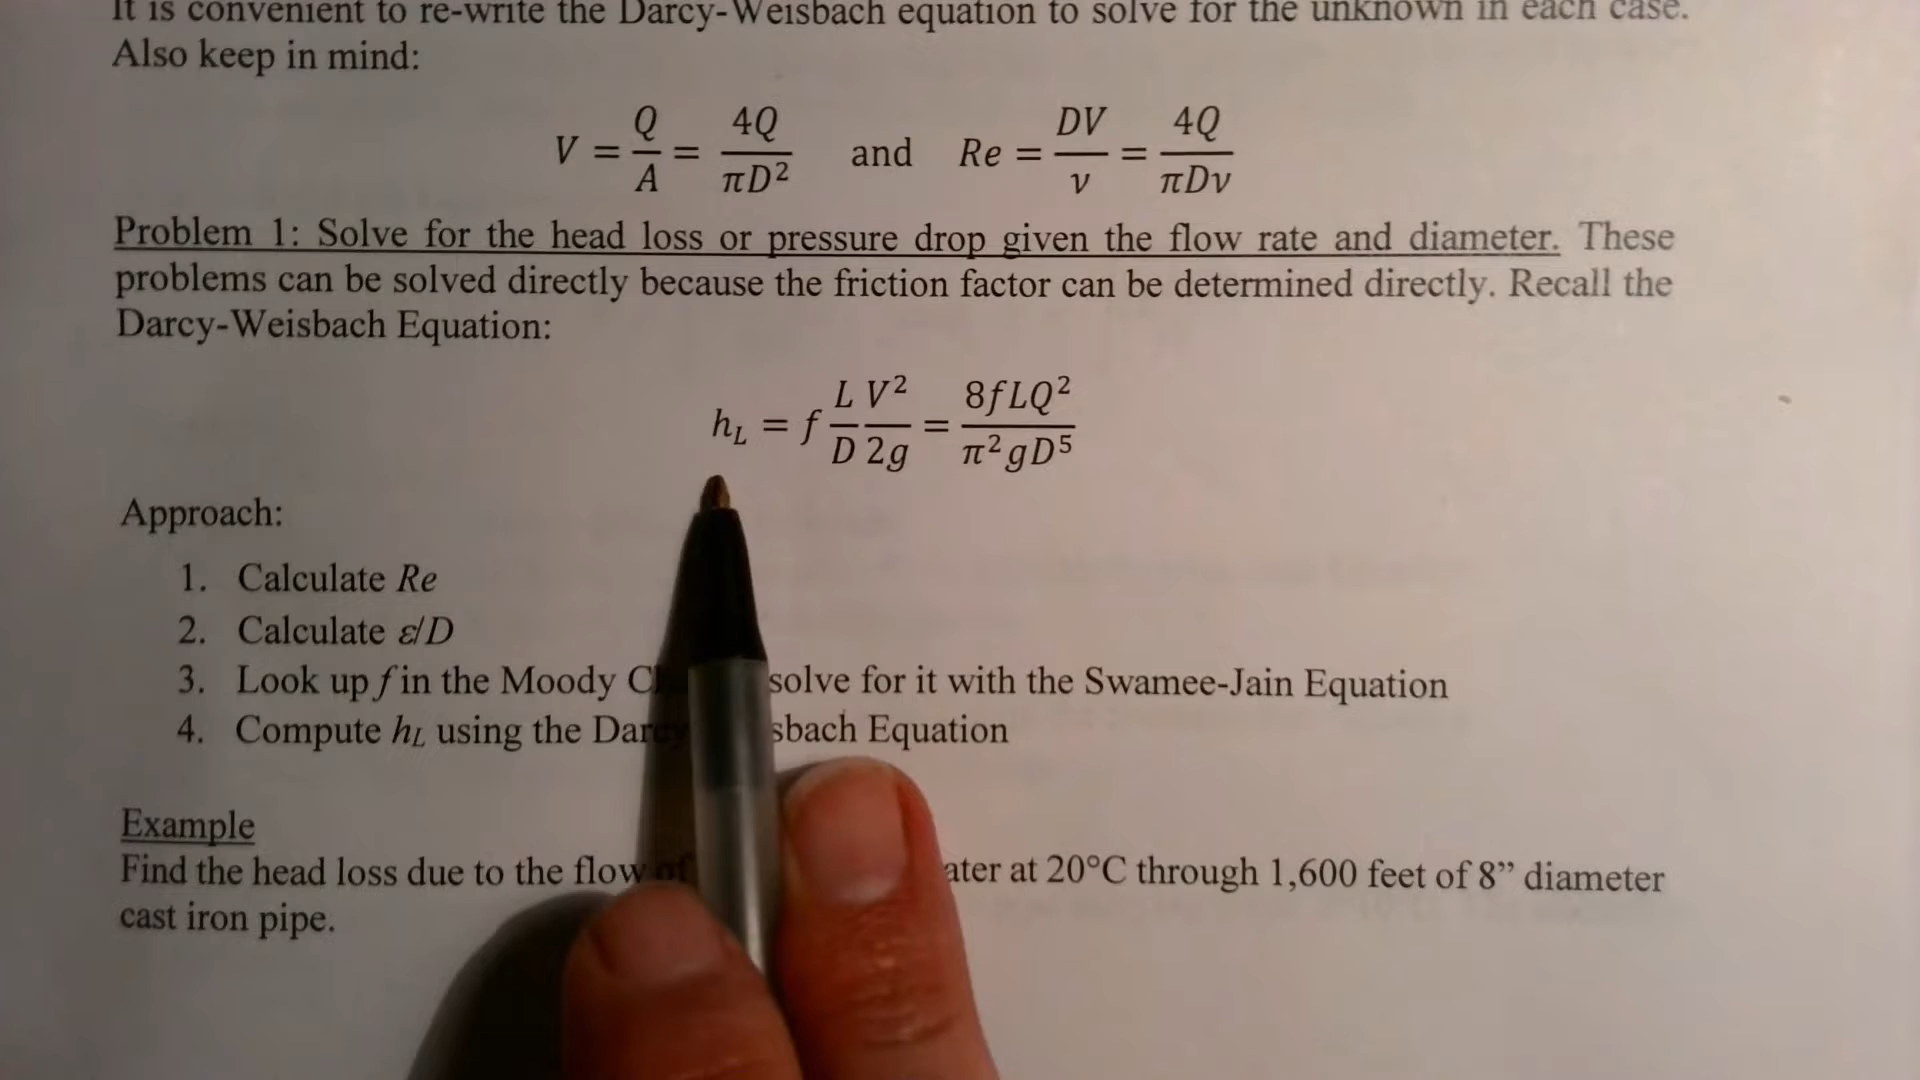 It is convenient to re-write the Darcy-Weisbach equation to solve for the unknown in each case.
Also keep in mind:
V = Q/A = 4Q/πD² and Re = DV/ν = 4Q/πDν
Problem 1: Solve for the head loss or pressure drop given the flow rate and diameter. These
problems can be solved directly because the friction factor can be determined directly. Recall the
Darcy-Weisbach Equation:
h_L = f L/D V²/2g = 8fLQ²/π²gD⁵
Approach:
1. Calculate Re
2. Calculate ε/D
3. Look up f in the Moody solve for it with the Swamee-Jain Equation
4. Compute h_L using the Equation
Example
Find the head loss due to the flow of at 20°C through 1,600 feet of 8” diameter
cast iron pipe.